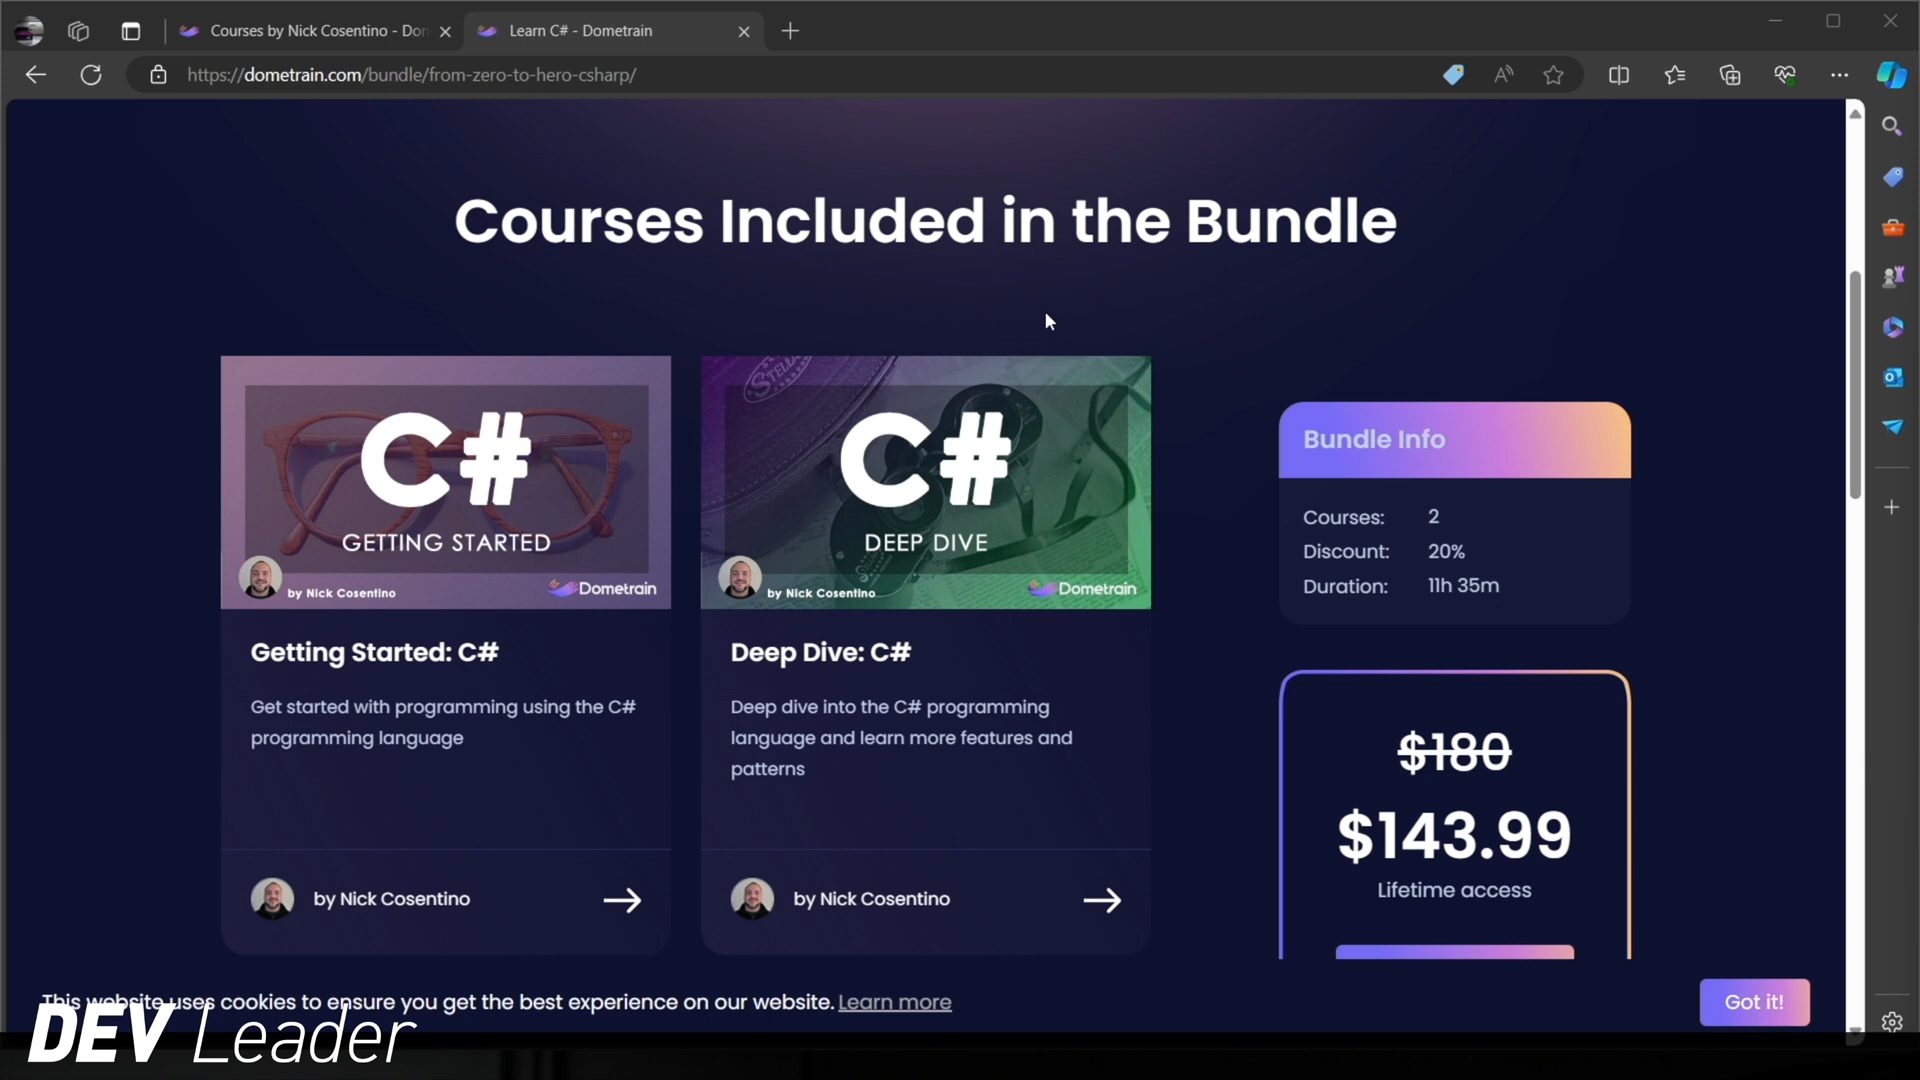 Courses by Nick Cosentino - Don
Learn C# - Dometrain
https://dometrain.com/bundle/from-zero-to-hero-csharp/
Courses Included in the Bundle
C#
GETTING STARTED
by Nick Cosentino
Dometrain
STELLA
C#
DEEP DIVE
by Nick Cosentino
Dometrain
Getting Started: C#
Get started with programming using the C#
programming language
by Nick Cosentino
Deep Dive: C#
Deep dive into the C# programming
language and learn more features and
patterns
by Nick Cosentino
Bundle Info
Courses: 2
Discount: 20%
Duration: 11h 35m
$180
$143.99
Lifetime access
This website uses cookies to ensure you get the best experience on our website. Learn more
Got it!
DEV Leader